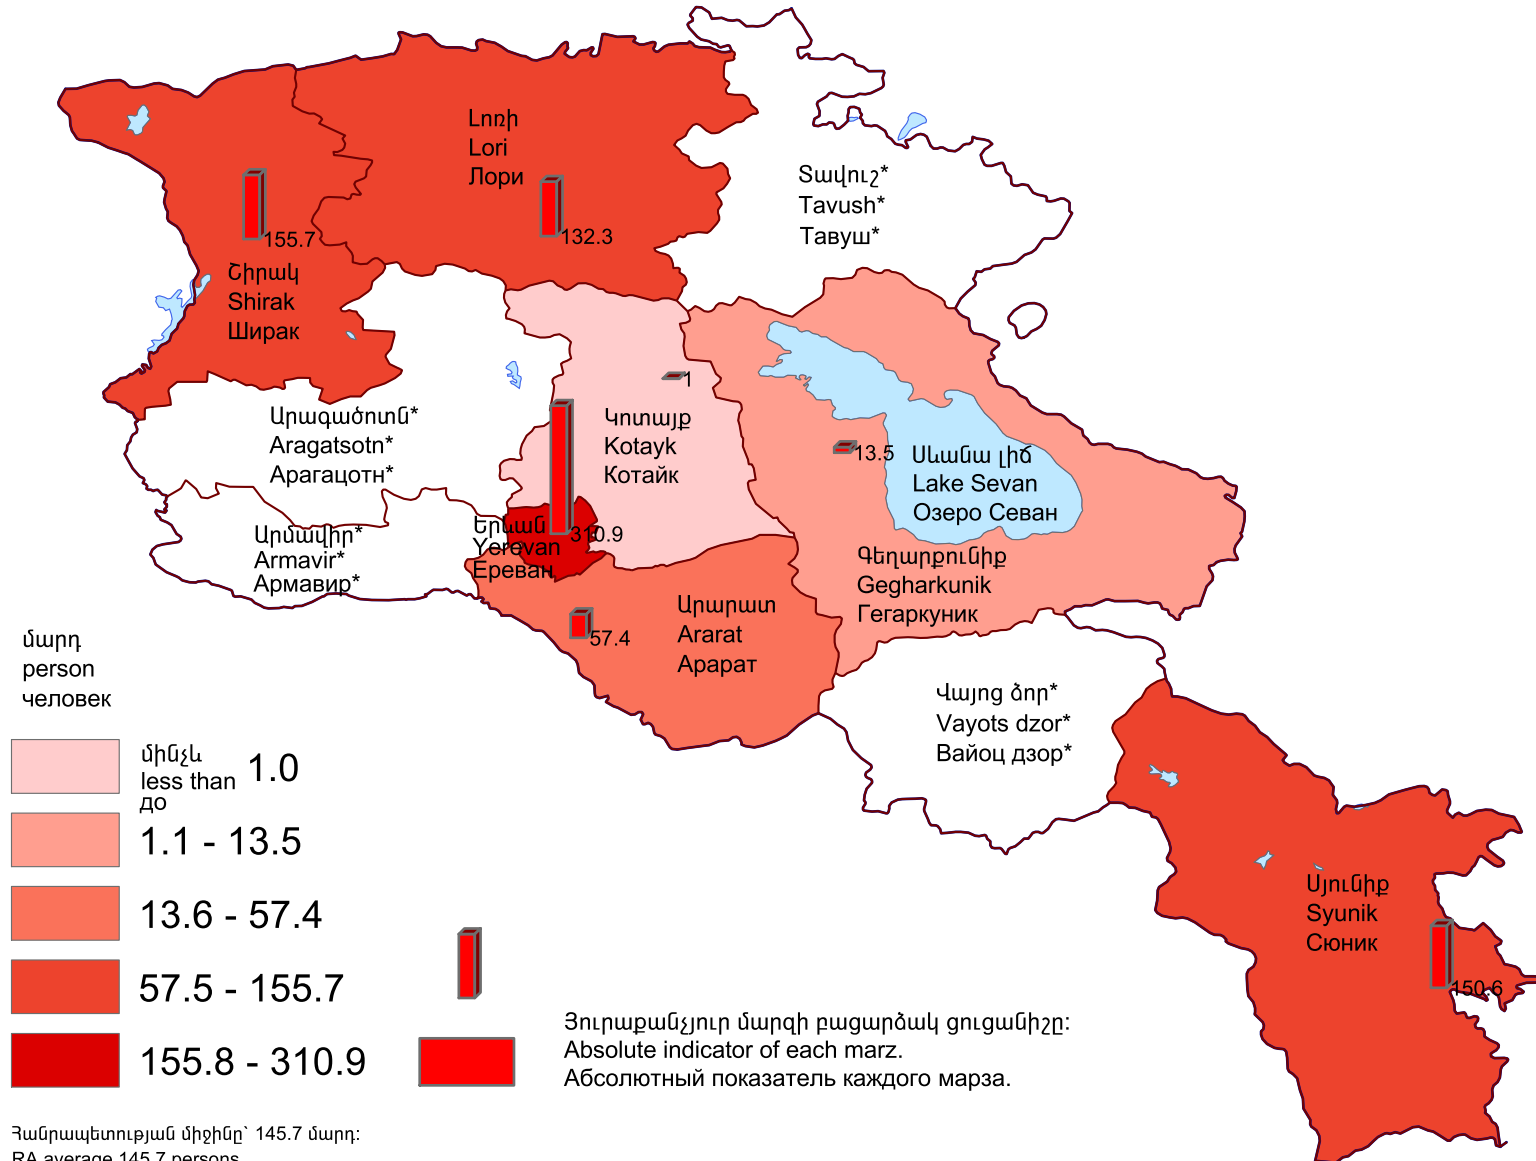 Լոռի
Lori
Лори
132.3
Տավուշ*
Tavush*
Тавуш*
155.7
Շիրակ
Shirak
Ширак
1
Կոտայք
Kotayk
Котайк
Արագածոտն*
Aragatsotn*
Арагацотн*
13.5
Սևանա լիճ
Lake Sevan
Озеро Севан
Արմավիր*
Armavir*
Армавир*
Երևան
Yerevan
Ереван
310.9
Գեղարքունիք
Gegharkunik
Гегаркуник
Արարատ
Ararat
Арарат
57.4
Վայոց ձոր*
Vayots dzor*
Вайоц дзор*
Սյունիք
Syunik
Сюник
150.6
մարդ
person
человек
մինչև
less than 1.0
до
1.1 - 13.5
13.6 - 57.4
57.5 - 155.7
155.8 - 310.9
Յուրաքանչյուր մարզի բացարձակ ցուցանիշը:
Absolute indicator of each marz.
Абсолютный показатель каждого марза.
Հանրապետության միջինը՝ 145.7 մարդ:
RA average 145.7 persons